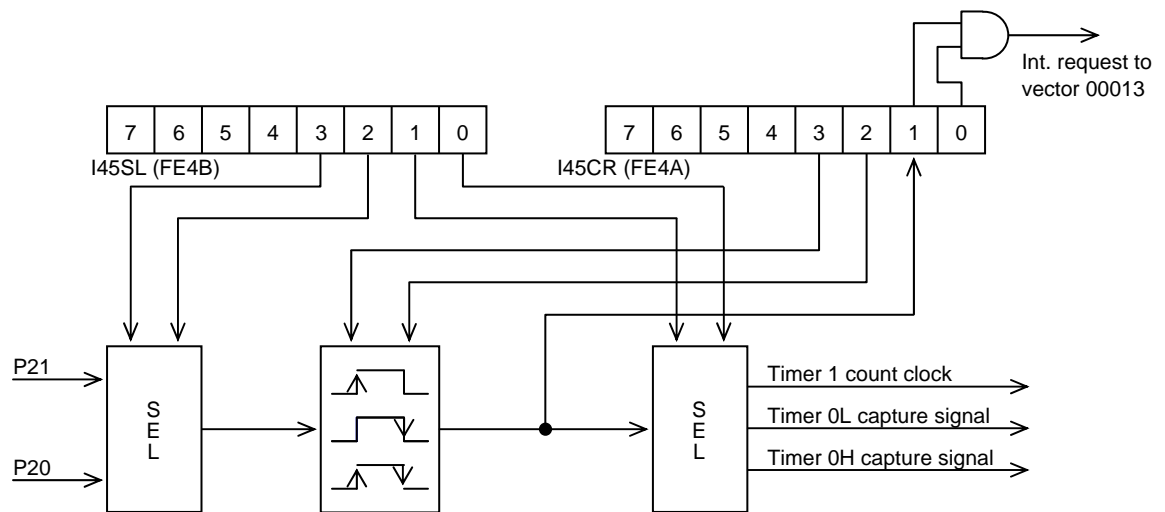 Int. request to
vector 00013
7 6 5 4 3 2 1 0
7 6 5 4 3 2 1 0
I45SL (FE4B)
I45CR (FE4A)
P21
P20
S
E
L
S
E
L
Timer 1 count clock
Timer 0L capture signal
Timer 0H capture signal